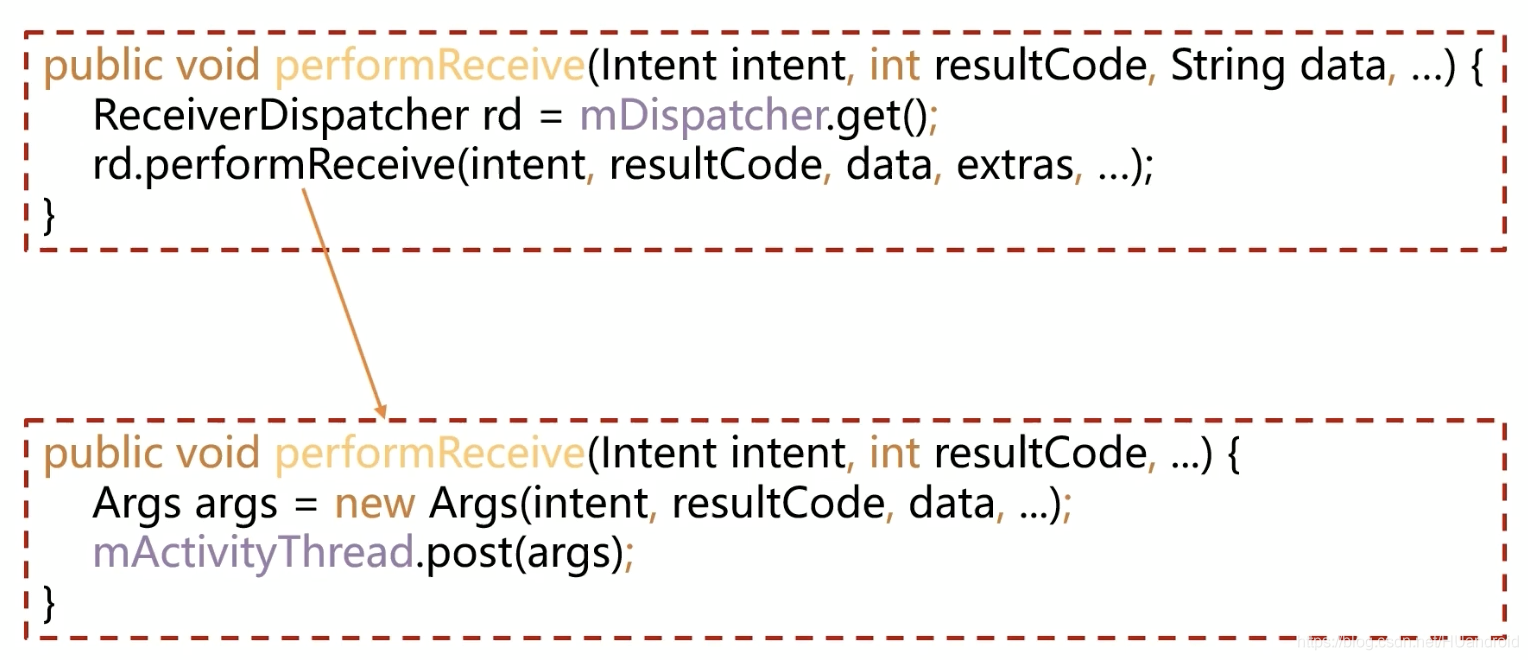 public void performReceive(Intent intent, int resultCode, String data, ...) {
ReceiverDispatcher rd = mDispatcher.get();
rd.performReceive(intent, resultCode, data, extras, ...);
}
public void performReceive(Intent intent, int resultCode, ...) {
Args args = new Args(intent, resultCode, data, ...);
mActivityThread.post(args);
}
https://blog.csdn.net/HUandroid